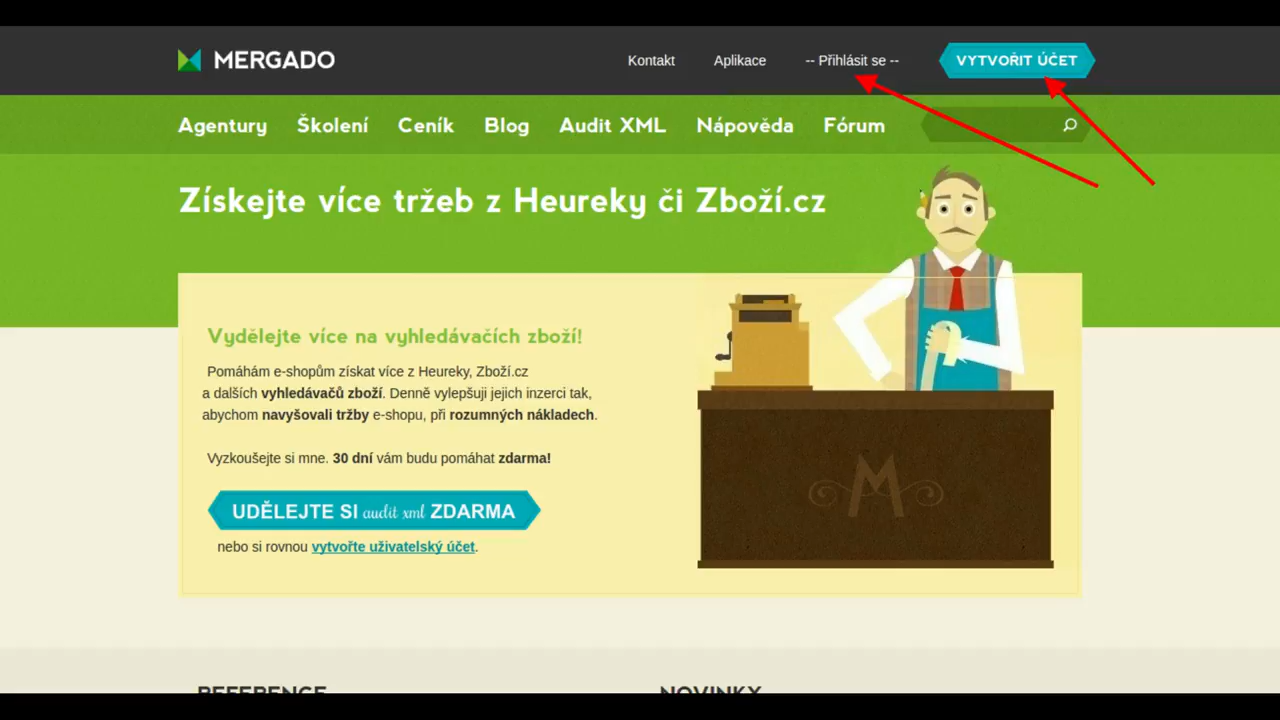 MERGADO
Kontakt
Aplikace
-- Přihlásit se --
VYTVOŘIT ÚČET
Agentury
Školení
Ceník
Blog
Audit XML
Nápověda
Fórum
Získejte více tržeb z Heureky či Zboží.cz
Vydělejte více na vyhledávačích zboží!
Pomáhám e-shopům získat více z Heureky, Zboží.cz
a dalších vyhledávačů zboží. Denně vylepšuji jejich inzerci tak,
abychom navyšovali tržby e-shopu, při rozumných nákladech.
Vyzkoušejte si mne. 30 dní vám budu pomáhat zdarma!
UDĚLEJTE SI audit xml ZDARMA
nebo si rovnou vytvořte uživatelský účet.
M
REFERENCE
NOVINKY